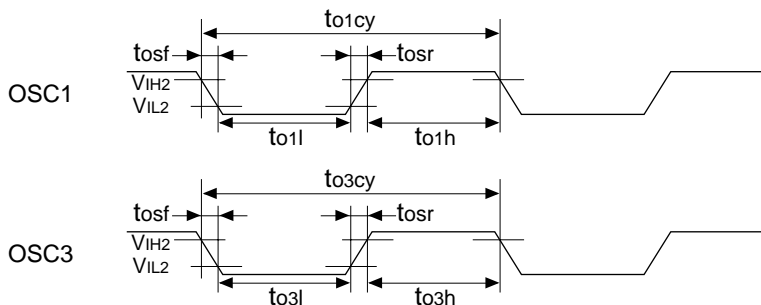 to1cy
tosf tosr
OSC1
VIH2
VIL2
to1l to1h
to3cy
tosf tosr
OSC3
VIH2
VIL2
to3l to3h